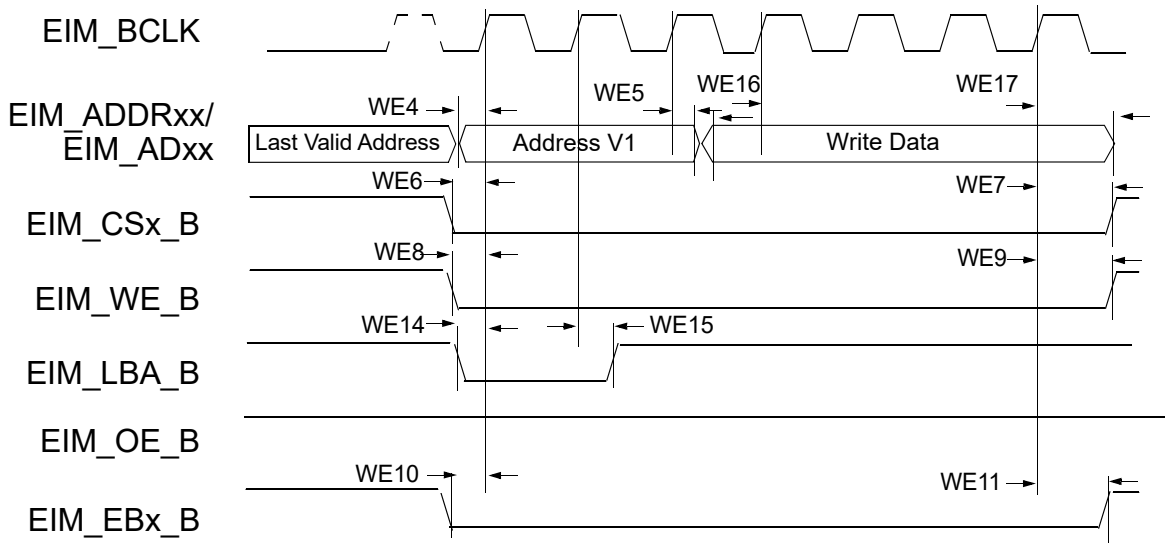 EIM_BCLK
WE16
WE5
WE17
WE4
EIM_ADDRxx/
EIM_ADxx
Last Valid Address
Address V1
Write Data
WE6
WE7
EIM_CSx_B
WE8
WE9
EIM_WE_B
WE14
WE15
EIM_LBA_B
EIM_OE_B
WE10
WE11
EIM_EBx_B